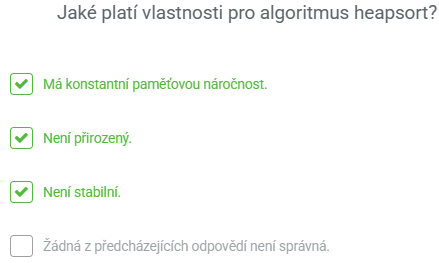 Jaké platí vlastnosti pro algoritmus heapsort?
Má konstantní paměťovou náročnost.
Není přirozený.
Není stabilní.
Žádná z předcházejících odpovědí není správná.